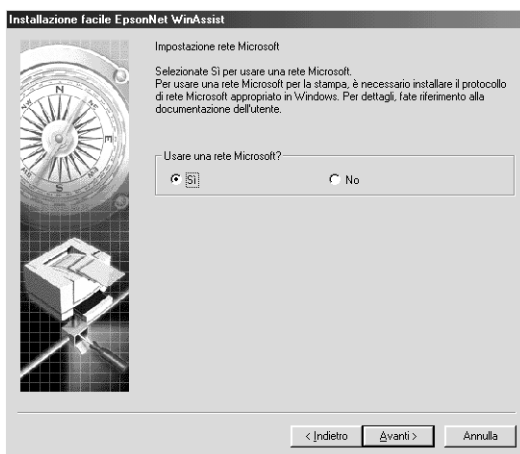 Installazione facile EpsonNet WinAssist
Impostazione rete Microsoft
Selezionate Sì per usare una rete Microsoft.
Per usare una rete Microsoft per la stampa, è necessario installare il protocollo
di rete Microsoft appropriato in Windows. Per dettagli, fate riferimento alla
documentazione dell'utente.
Usare una rete Microsoft?
Sì
No
N
< Indietro
Avanti >
Annulla